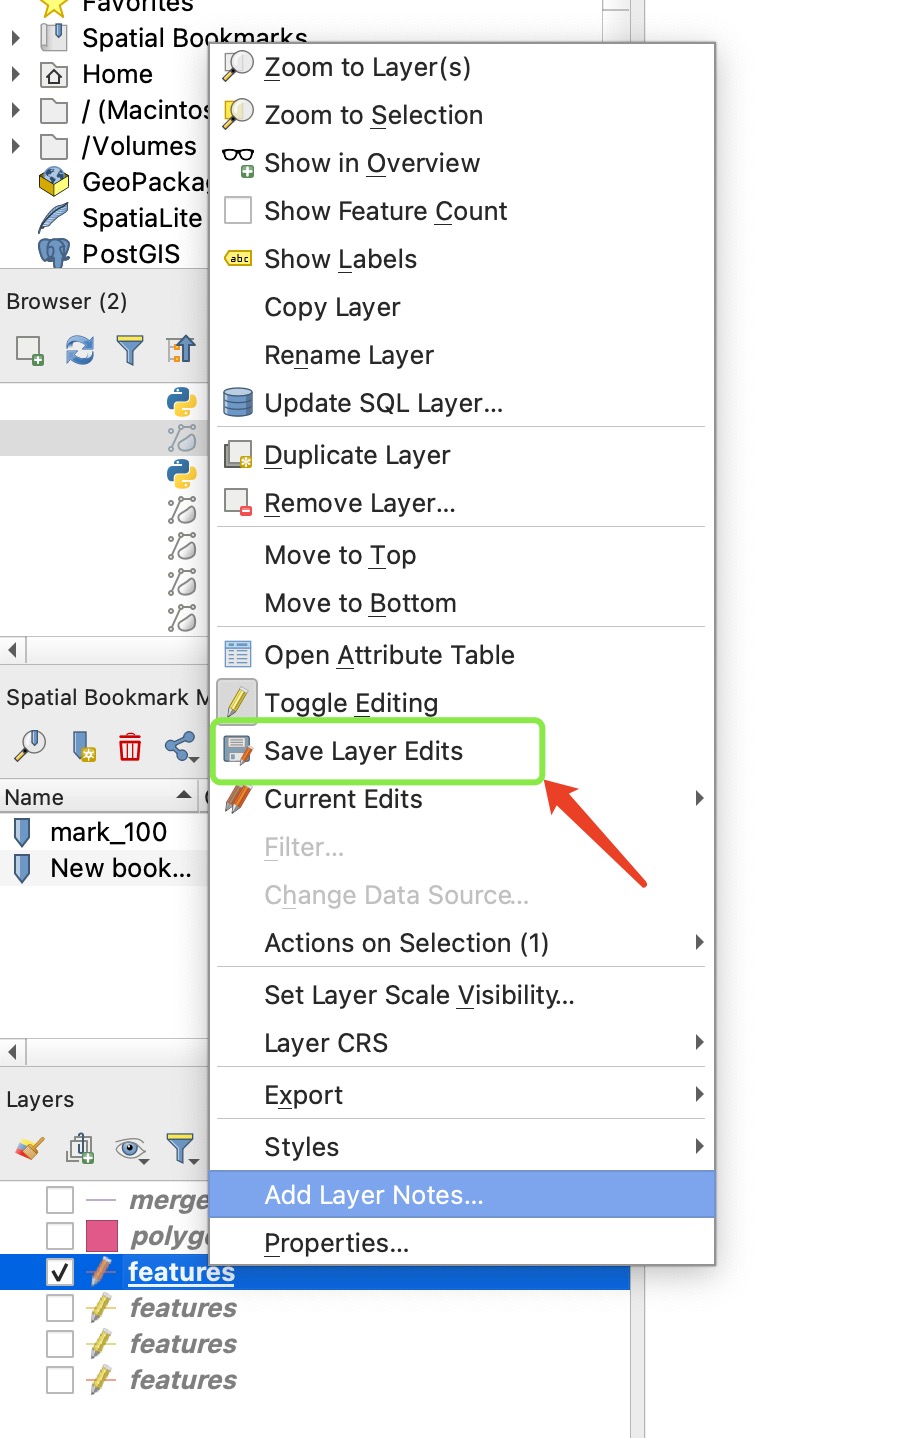 Favorites
Spatial Bookmarks
Home
/ (Macintos
/Volumes
GeoPacka
SpatiaLite
PostGIS
Browser (2)
Spatial Bookmark M
Name
mark_100
New book...
Layers
merge
polygo
features
features
features
features
Zoom to Layer(s)
Zoom to Selection
Show in Overview
Show Feature Count
abc
Show Labels
Copy Layer
Rename Layer
Update SQL Layer...
Duplicate Layer
Remove Layer...
Move to Top
Move to Bottom
Open Attribute Table
Toggle Editing
Save Layer Edits
Current Edits
Filter...
Change Data Source...
Actions on Selection (1)
Set Layer Scale Visibility...
Layer CRS
Export
Styles
Add Layer Notes...
Properties...